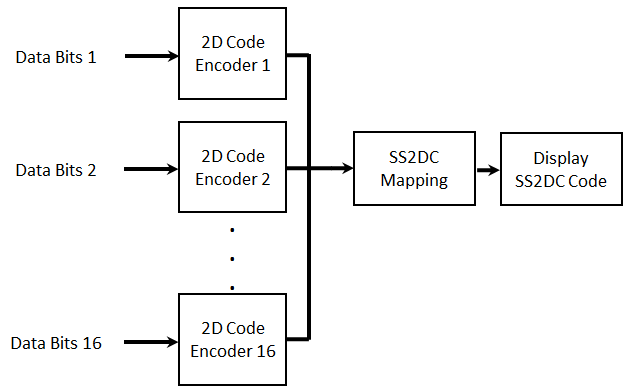 Data Bits 1
2D Code
Encoder 1
Data Bits 2
2D Code
Encoder 2
SS2DC
Mapping
Display
SS2DC Code
.
.
.
Data Bits 16
2D Code
Encoder 16